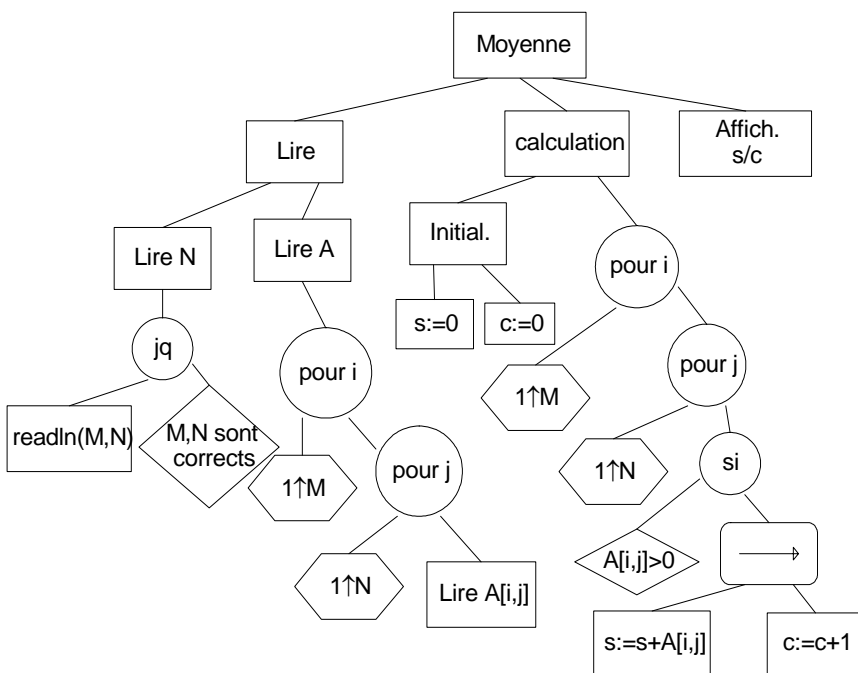 Moyenne
Lire
calculation
Affich.
s/c
Lire N
Lire A
Initial.
pour i
s:=0
c:=0
jq
pour i
pour j
1↑M
readln(M,N)
M,N sont
corrects
1↑M
pour j
1↑N
si
1↑N
Lire A[i,j]
A[i,j]>0
s:=s+A[i,j]
c:=c+1